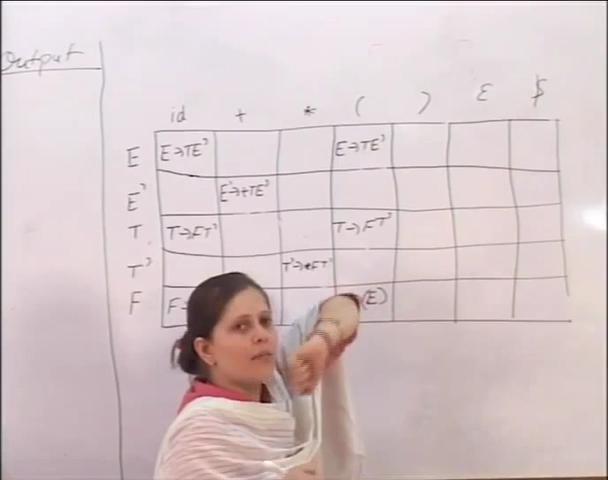 Output
id + * ( ) ε $
E E→TE' E→TE'
E' E'→+TE'
T T→FT' T→FT'
T' T'→*FT'
F F→ (E)